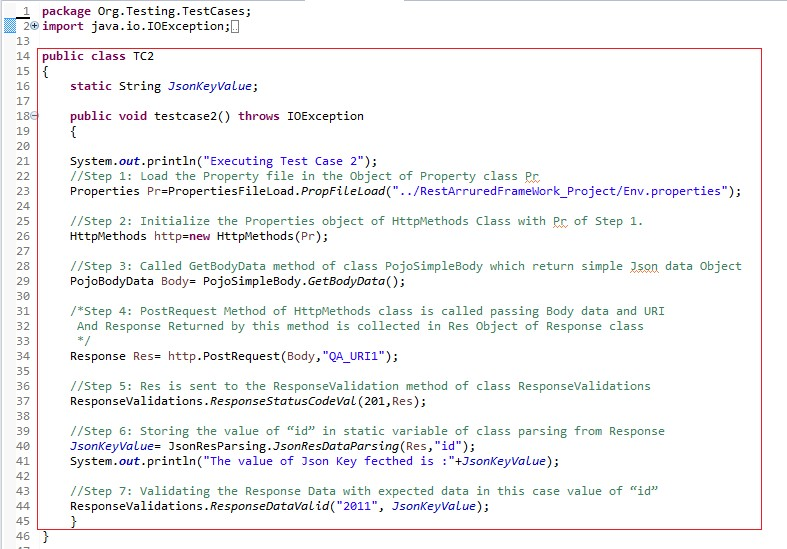 1 package Org.Testing.TestCases;
2 import java.io.IOException;
13
14 public class TC2
15 {
16 static String JsonKeyValue;
17
18 public void testcase2() throws IOException
19 {
20
21 System.out.println("Executing Test Case 2");
22 //Step 1: Load the Property file in the Object of Property class Pr
23 Properties Pr=PropertiesFileLoad.PropFileLoad("../RestArruredFrameWork_Project/Env.properties");
24
25 //Step 2: Initialize the Properties object of HttpMethods Class with Pr of Step 1.
26 HttpMethods http=new HttpMethods(Pr);
27
28 //Step 3: Called GetBodyData method of class PojoSimpleBody which return simple Json data Object
29 PojoBodyData Body= PojoSimpleBody.GetBodyData();
30
31 /*Step 4: PostRequest Method of HttpMethods class is called passing Body data and URI
32 And Response Returned by this method is collected in Res Object of Response class
33 */
34 Response Res= http.PostRequest(Body,"QA_URI1");
35
36 //Step 5: Res is sent to the ResponseValidation method of class ResponseValidations
37 ResponseValidations.ResponseStatusCodeVal(201,Res);
38
39 //Step 6: Storing the value of “id” in static variable of class parsing from Response
40 JsonKeyValue= JsonResParsing.JsonResDataParsing(Res,"id");
41 System.out.println("The value of Json Key fecthed is :"+JsonKeyValue);
42
43 //Step 7: Validating the Response Data with expected data in this case value of “id”
44 ResponseValidations.ResponseDataValid("2011", JsonKeyValue);
45 }
46 }